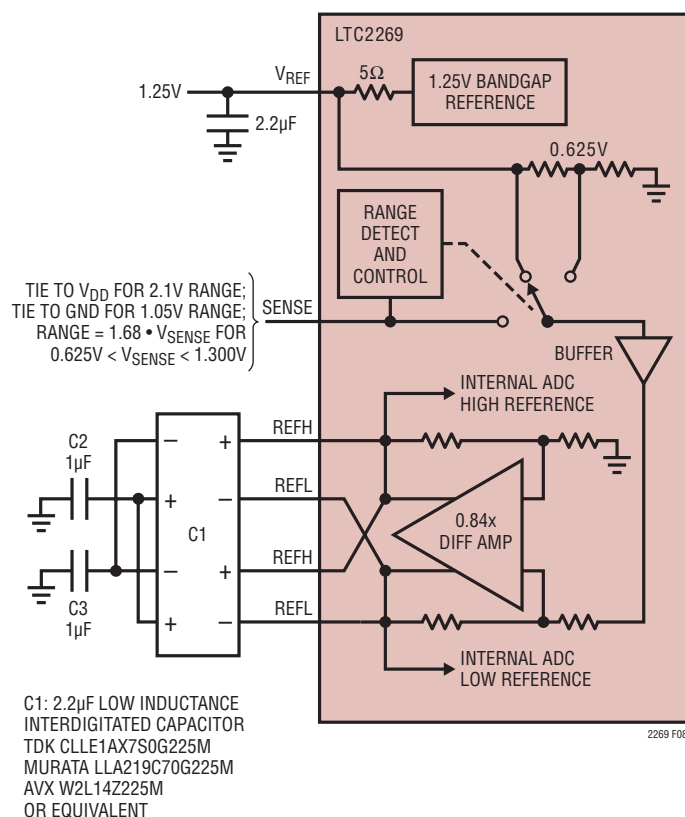 LTC2269
VREF
5Ω
1.25V
1.25V BANDGAP
REFERENCE
2.2µF
0.625V
RANGE
DETECT
AND
CONTROL
TIE TO VDD FOR 2.1V RANGE;
TIE TO GND FOR 1.05V RANGE;
RANGE = 1.68 • VSENSE FOR
0.625V < VSENSE < 1.300V
SENSE
BUFFER
INTERNAL ADC
HIGH REFERENCE
C2
1µF
REFH
REFL
C1
0.84x
DIFF AMP
REFH
C3
1µF
REFL
– +
+ –
– +
+ –
INTERNAL ADC
LOW REFERENCE
C1: 2.2µF LOW INDUCTANCE
INTERDIGITATED CAPACITOR
TDK CLLE1AX7S0G225M
MURATA LLA219C70G225M
AVX W2L14Z225M
OR EQUIVALENT
2269 F08